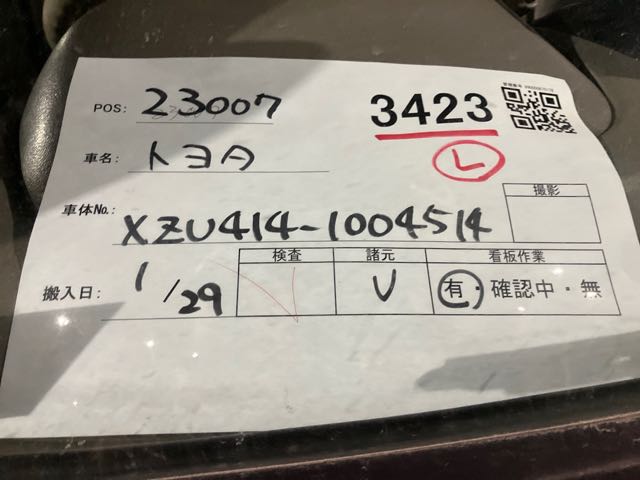 POS: 23007
3423
L
車名: トヨタ
車体No.: XZU414-1004514
撮影
搬入日: 1/29
検査 諸元 看板作業
レ 有・確認中・無